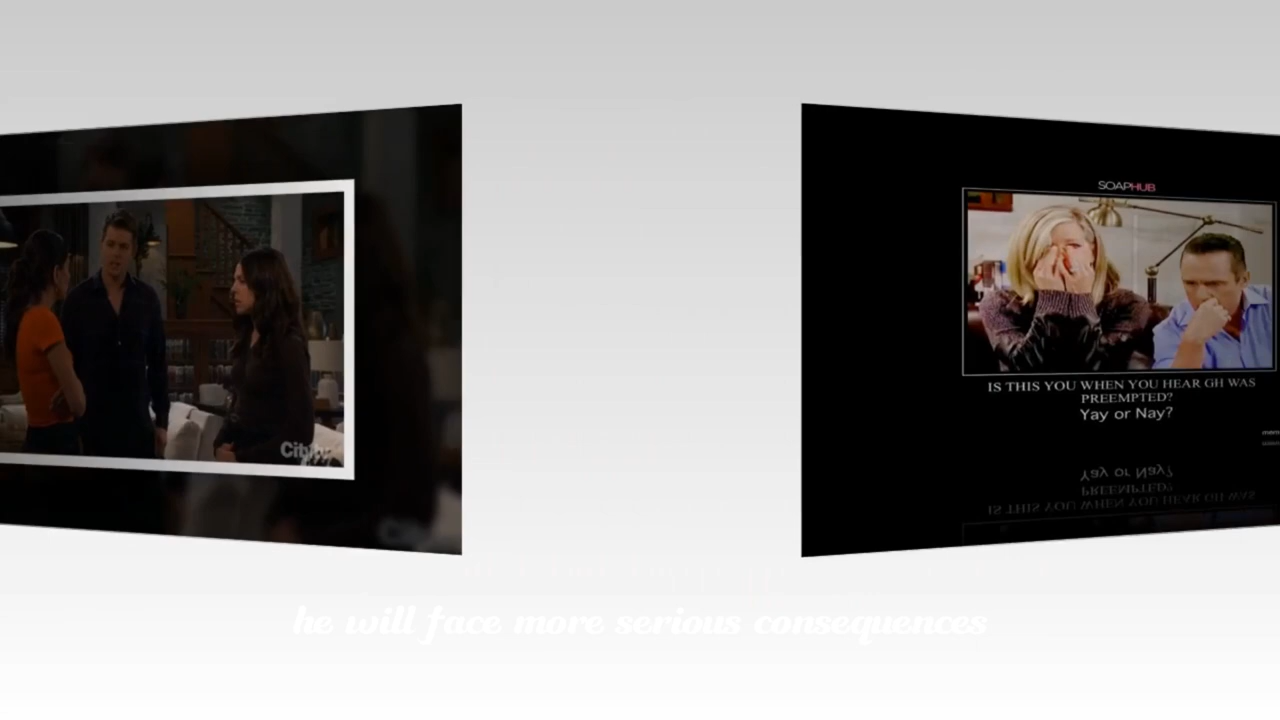 SOAPHUB
IS THIS YOU WHEN YOU HEAR GH WAS
PREEMPTED?
Yay or Nay?
he will face more serious consequences